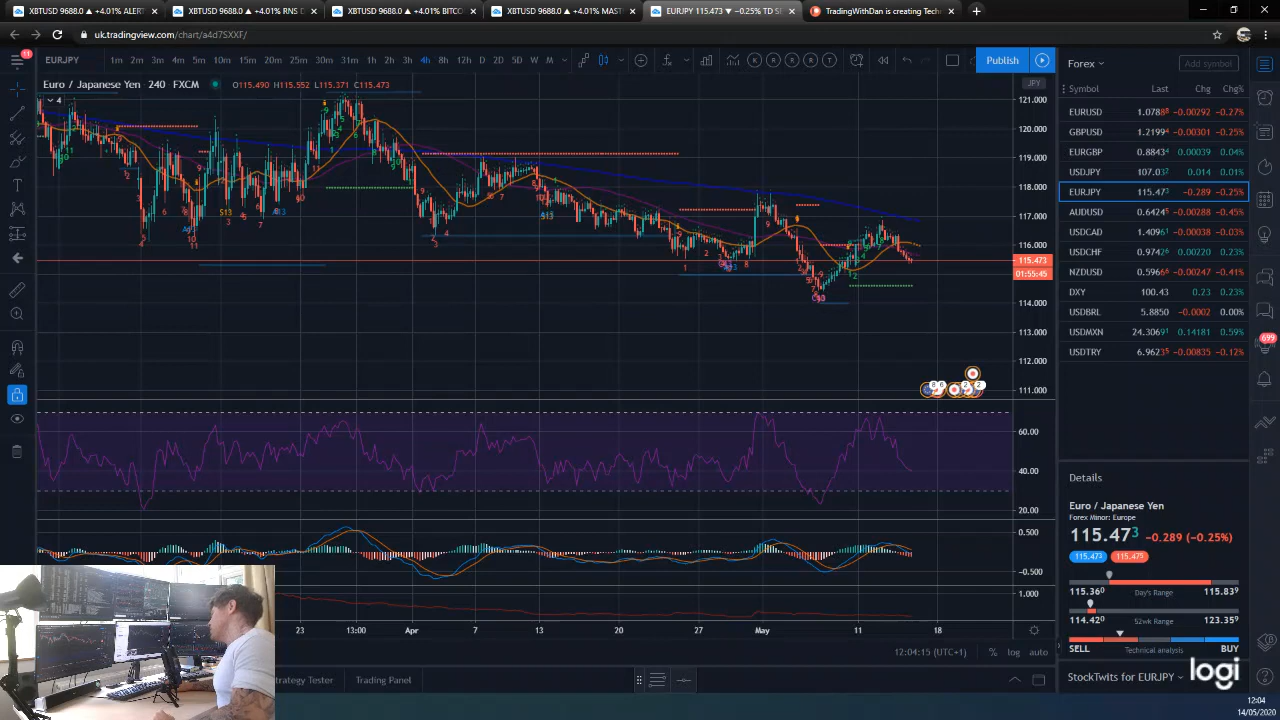 XBTUSD 9688.0 ▲ +4.01% ALERT
XBTUSD 9688.0 ▲ +4.01% RNS C
XBTUSD 9688.0 ▲ +4.01% BITCO
XBTUSD 9688.0 ▲ +4.01% MAST
EURJPY 115.473 ▼ −0.25% TD SE
TradingWithDan is creating Tech
uk.tradingview.com/chart/a4d7SXXF/
11
EURJPY
1m 2m 3m 4m 5m 10m 15m 20m 25m 30m 31m 1h 2h 3h 4h 8h 12h D 2D W M
Publish
Forex
Add symbol
Euro / Japanese Yen 240 FXCM
O115.490 H115.552 L115.371 C115.473
4
JPY
121.000
120.000
119.000
118.000
117.000
116.000
115.473
01:55:45
114.000
113.000
112.000
111.000
60.00
40.00
20.00
0.500
−0.500
1.000
23 13:00 Apr 7 13 20 27 May 11 18
12:04:15 (UTC+1)
% log auto
Strategy Tester
Trading Panel
Symbol Last Chg Chg%
EURUSD 1.0788⁸ −0.00292 −0.27%
GBPUSD 1.2199⁴ −0.00301 −0.25%
EURGBP 0.8843⁴ 0.00039 0.04%
USDJPY 107.03² 0.014 0.01%
EURJPY 115.47³ −0.289 −0.25%
AUDUSD 0.6424⁵ −0.00288 −0.45%
USDCAD 1.4096¹ −0.00038 −0.03%
USDCHF 0.9742⁶ 0.00220 0.23%
NZDUSD 0.5966⁶ −0.00247 −0.41%
DXY 100.43 0.23 0.23%
USDBRL 5.8850 −0.0002 0.00%
USDMXN 24.3069¹ 0.14181 0.59%
USDTRY 6.9623⁵ −0.00835 −0.12%
699
Details
Euro / Japanese Yen
Forex Minor: Europe
115.47³ −0.289 (−0.25%)
115.473 115.475
115.36⁰ Day's Range 115.83⁹
114.42⁰ 52wk Range 123.35⁹
SELL Technical analysis BUY
StockTwits for EURJPY
logi
12:04
14/05/2020